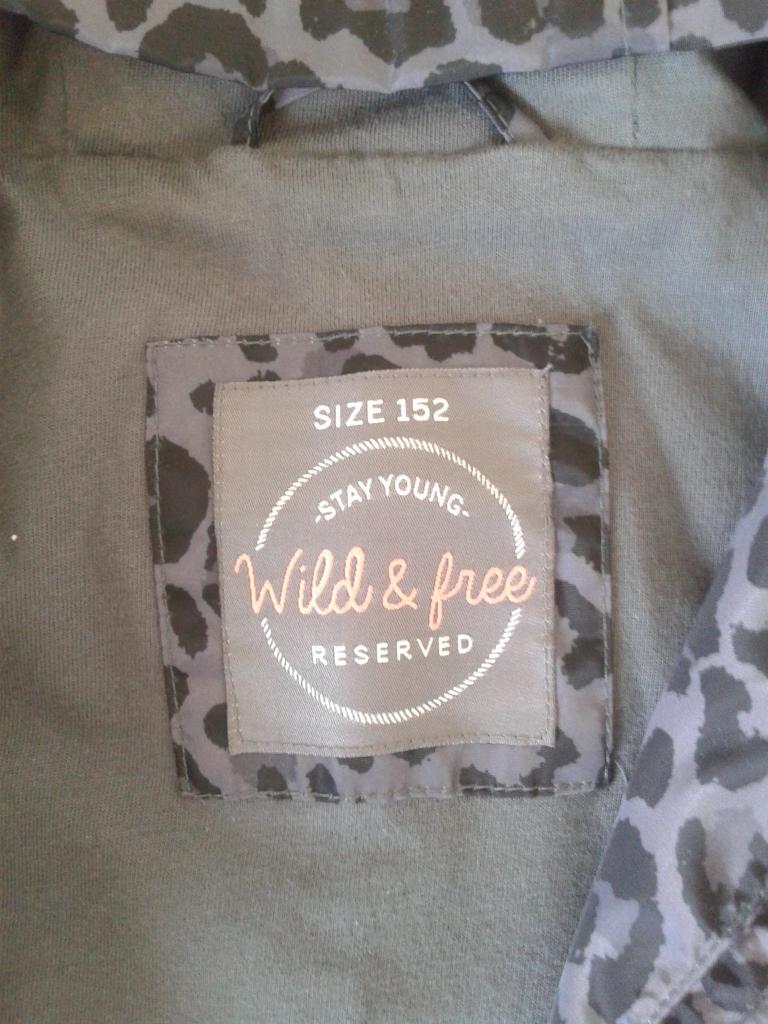 SIZE 152
-STAY YOUNG-
Wild & free
RESERVED